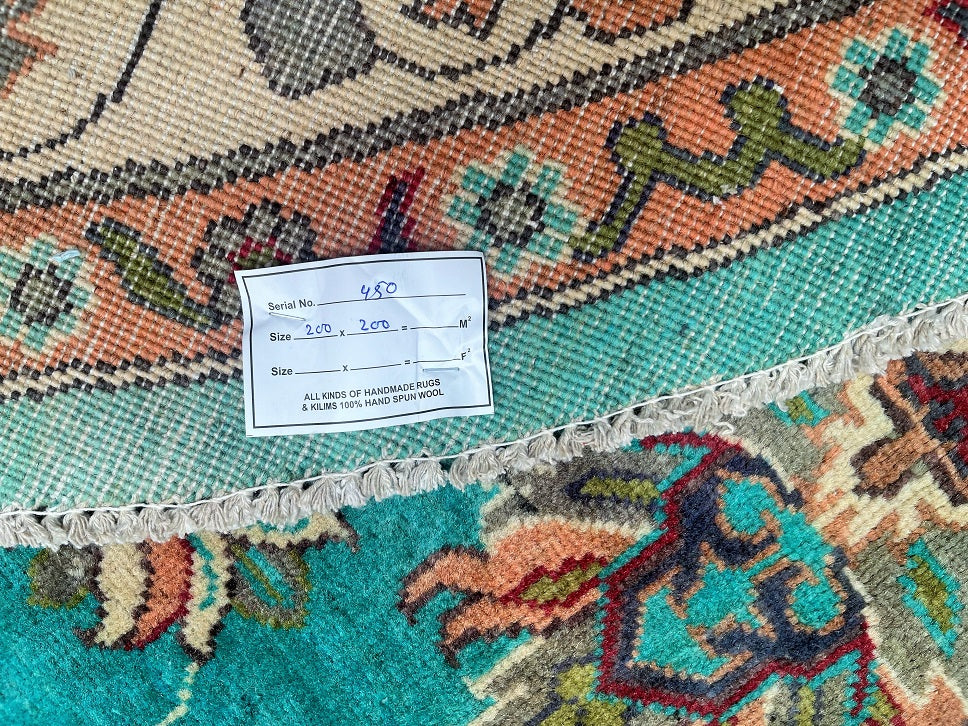 Serial No. 450
Size 200 x 200 = M²
Size x = F²
ALL KINDS OF HANDMADE RUGS
& KILIMS 100% HAND SPUN WOOL